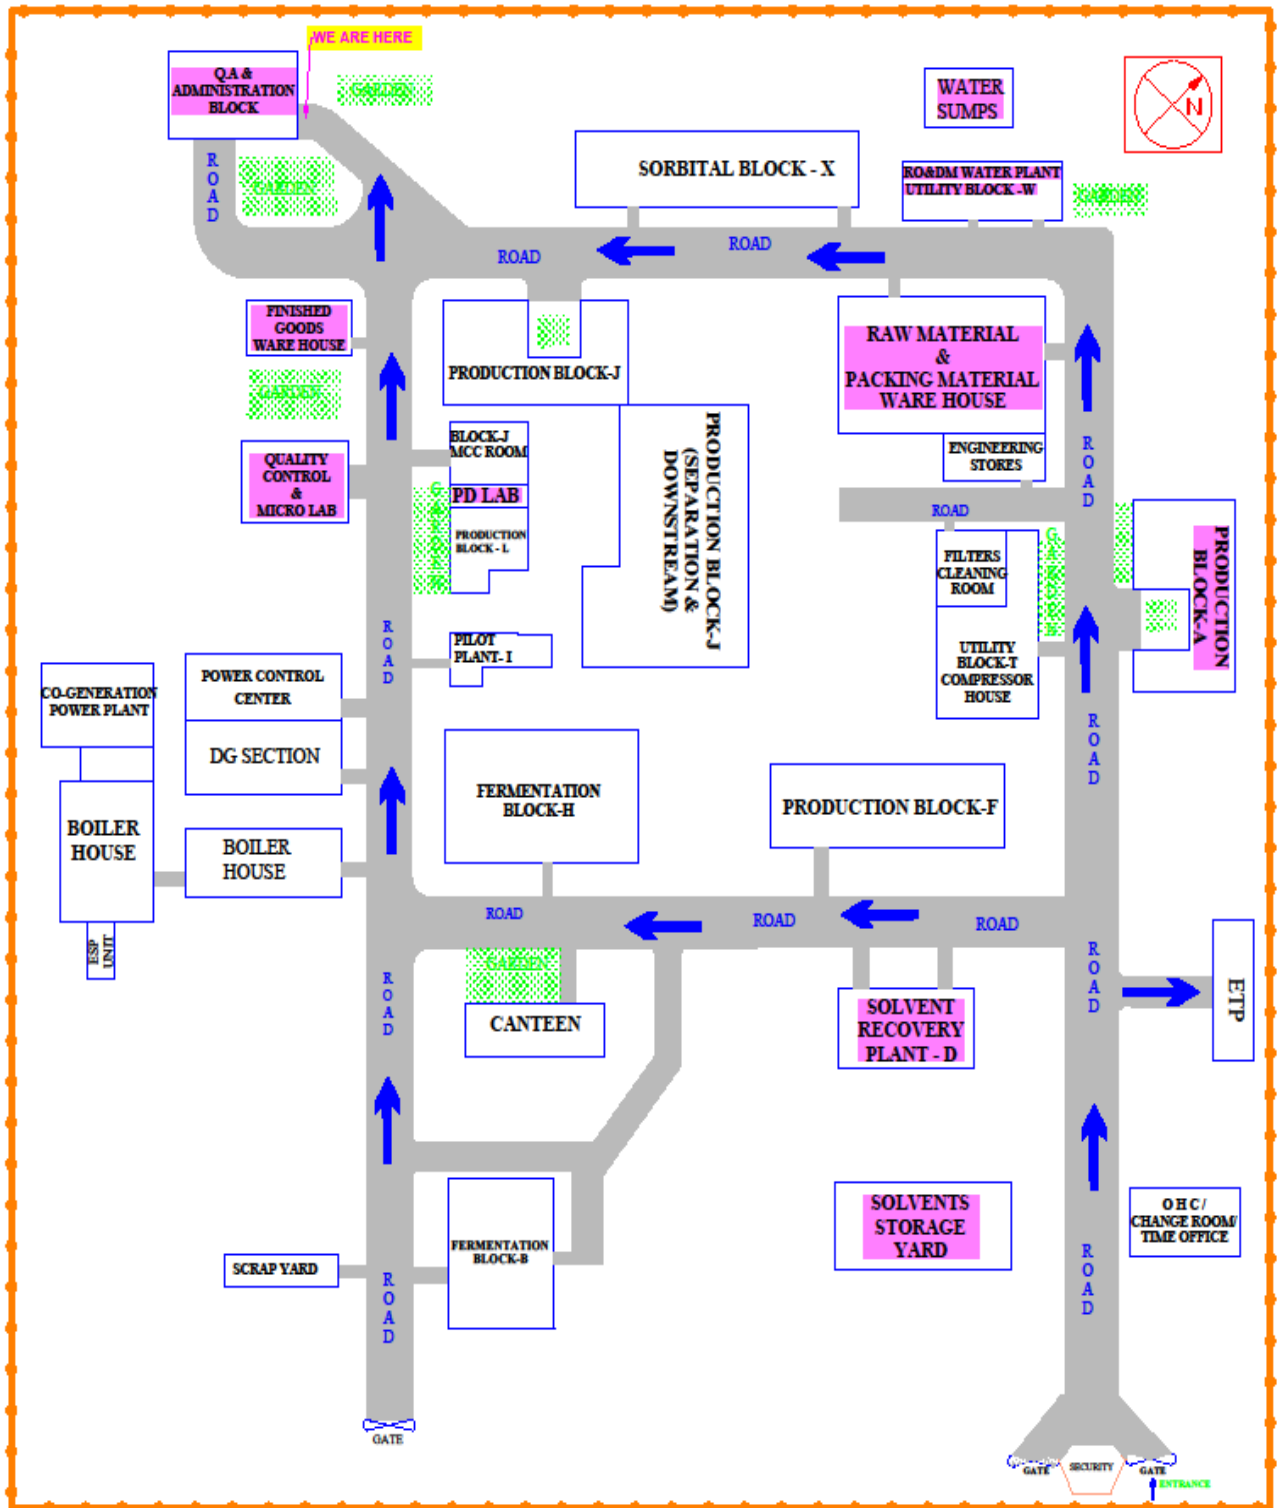 WE ARE HERE
Q.A &
ADMINISTRATION
BLOCK
GARDEN
WATER
SUMPS
N
SORBITAL BLOCK - X
RO&DM WATER PLANT
UTILITY BLOCK -W
GARDEN
GARDEN
ROAD
ROAD
ROAD
FINISHED
GOODS
WARE HOUSE
GARDEN
PRODUCTION BLOCK-J
RAW MATERIAL
&
PACKING MATERIAL
WARE HOUSE
QUALITY
CONTROL
&
MICRO LAB
BLOCK-J
MCC ROOM
PD LAB
PRODUCTION
BLOCK - L
GARDEN
PRODUCTION BLOCK-J
(SEPARATION &
DOWNSTREAM)
ENGINEERING
STORES
ROAD
ROAD
FILTERS
CLEANING
ROOM
GARDEN
PRODUCTION
BLOCK-A
UTILITY
BLOCK-T
COMPRESSOR
HOUSE
ROAD
PILOT
PLANT- I
CO-GENERATION
POWER PLANT
POWER CONTROL
CENTER
DG SECTION
ROAD
BOILER
HOUSE
BOILER
HOUSE
FERMENTATION
BLOCK-H
PRODUCTION BLOCK-F
ESP
UNIT
ROAD
ROAD
ROAD
ROAD
ROAD
GARDEN
CANTEEN
SOLVENT
RECOVERY
PLANT - D
ETP
SOLVENTS
STORAGE
YARD
O H C /
CHANGE ROOM/
TIME OFFICE
SCRAP YARD
FERMENTATION
BLOCK-B
ROAD
ROAD
GATE
GATE
SECURITY
GATE
ENTRANCE